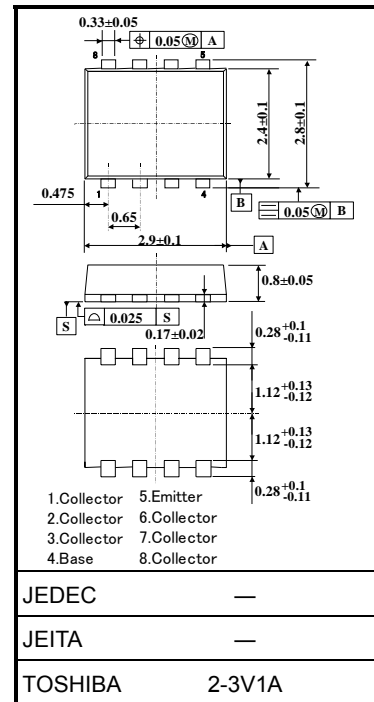 0.33±0.05
⌖ 0.05Ⓜ A
8 5
2.4±0.1
2.8±0.1
0.475
1 4
B
⌯ 0.05Ⓜ B
0.65
2.9±0.1
A
0.8±0.05
S
⌓ 0.025 S
0.17±0.02
0.28 +0.1 -0.11
1.12 +0.13 -0.12
1.12 +0.13 -0.12
0.28 +0.1 -0.11
1.Collector 5.Emitter
2.Collector 6.Collector
3.Collector 7.Collector
4.Base 8.Collector
JEDEC —
JEITA —
TOSHIBA 2-3V1A